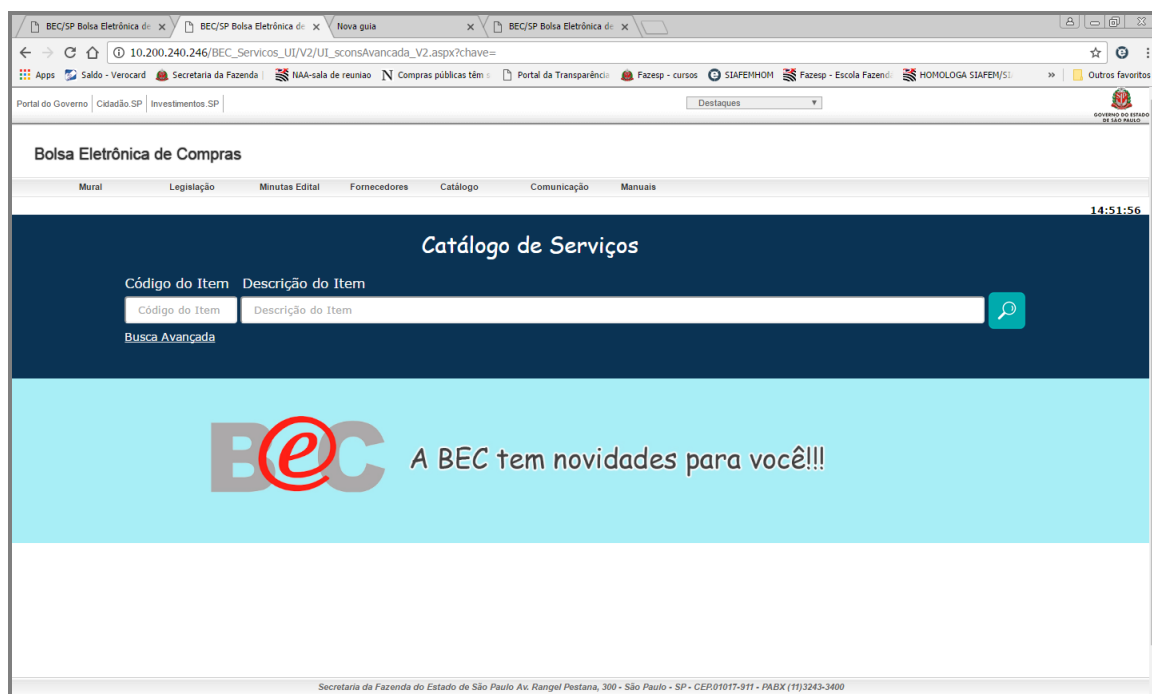 BEC/SP Bolsa Eletrônica de
BEC/SP Bolsa Eletrônica de
Nova guia
BEC/SP Bolsa Eletrônica de
10.200.240.246/BEC_Servicos_UI/V2/UI_sconsAvancada_V2.aspx?chave=
Apps Saldo - Verocard Secretaria da Fazenda NAA-sala de reuniao Compras públicas têm s Portal da Transparência Fazesp - cursos SIAFEMHOM Fazesp - Escola Fazend HOMOLOGA SIAFEM/SI » Outros favoritos
Portal do Governo Cidadão.SP Investimentos.SP Destaques
GOVERNO DO ESTADO
DE SÃO PAULO
Bolsa Eletrônica de Compras
Mural Legislação Minutas Edital Fornecedores Catálogo Comunicação Manuais
14:51:56
Catálogo de Serviços
Código do Item Descrição do Item
Código do Item Descrição do Item
Busca Avançada
BeC A BEC tem novidades para você!!!
Secretaria da Fazenda do Estado de São Paulo Av. Rangel Pestana, 300 - São Paulo - SP - CEP.01017-911 - PABX (11)3243-3400